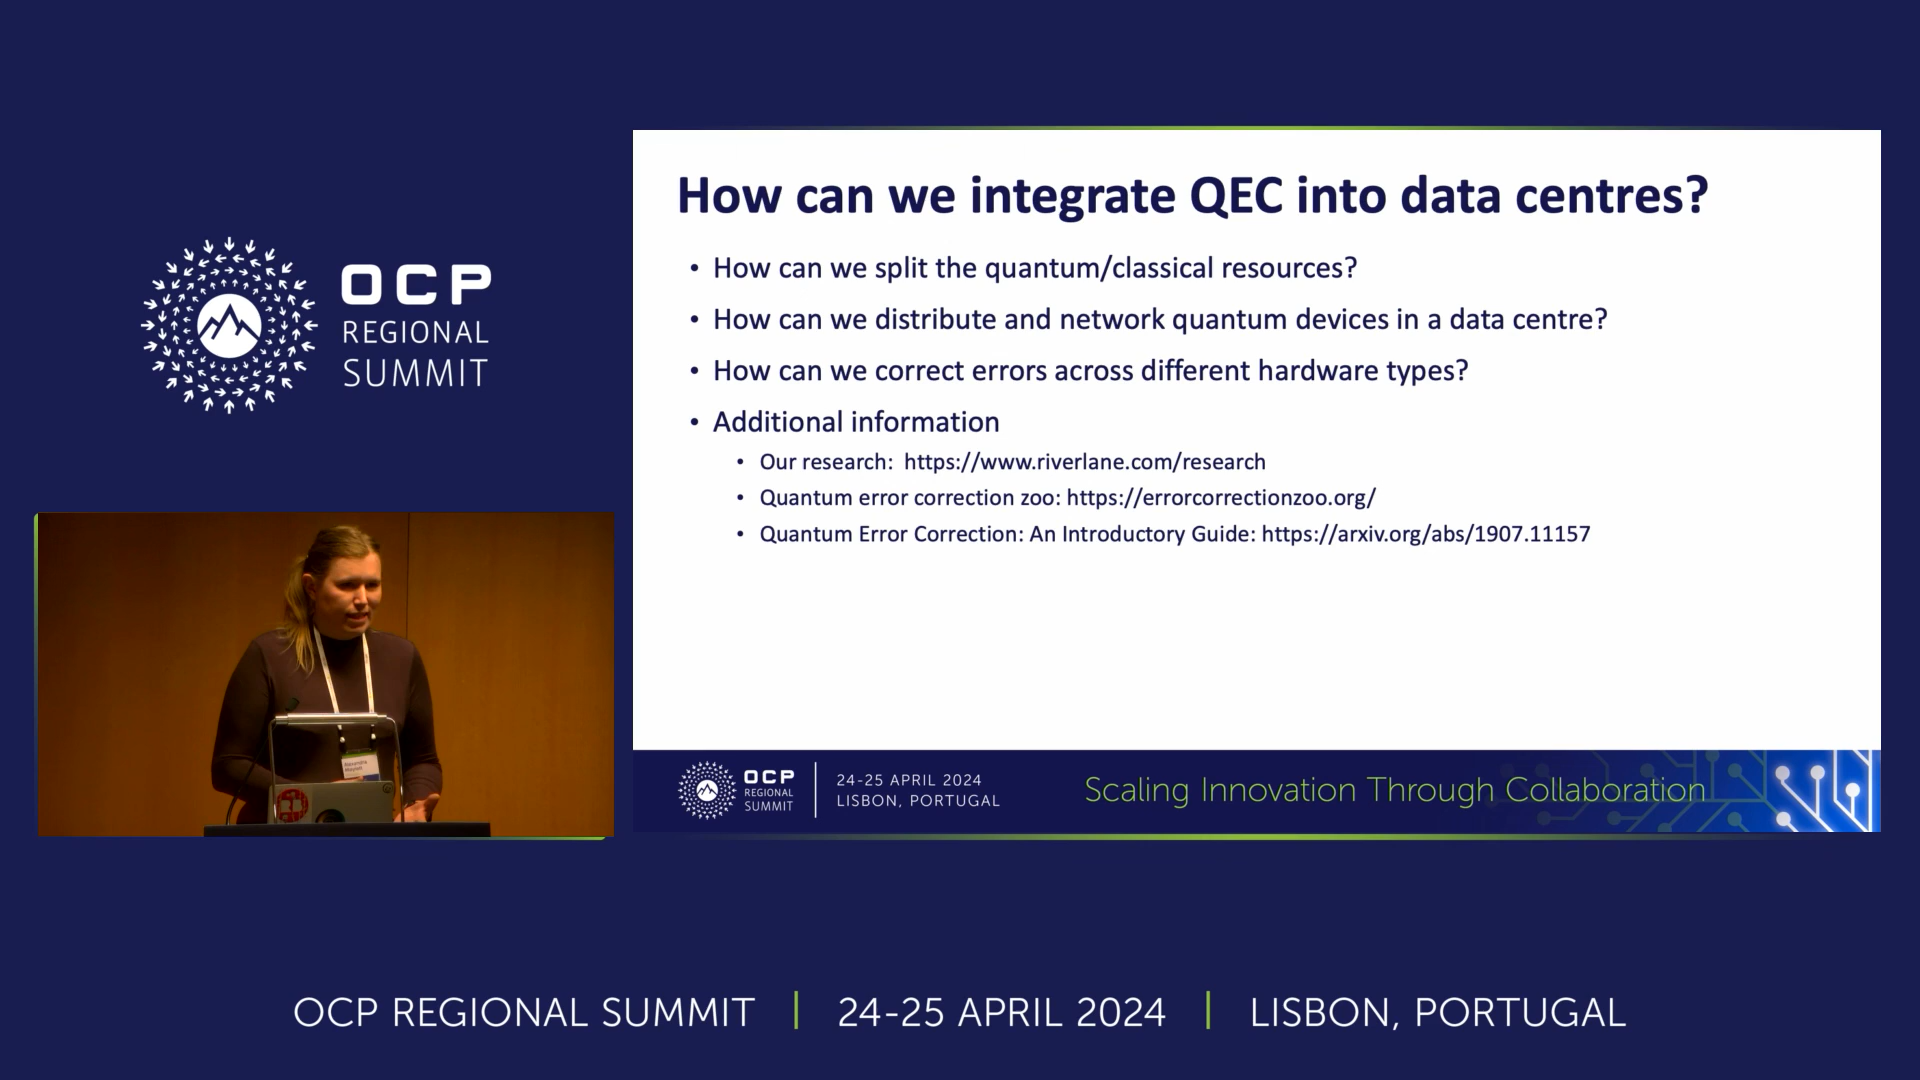 OCP
REGIONAL
SUMMIT
How can we integrate QEC into data centres?
• How can we split the quantum/classical resources?
• How can we distribute and network quantum devices in a data centre?
• How can we correct errors across different hardware types?
• Additional information
• Our research: https://www.riverlane.com/research
• Quantum error correction zoo: https://errorcorrectionzoo.org/
• Quantum Error Correction: An Introductory Guide: https://arxiv.org/abs/1907.11157
OCP
REGIONAL
SUMMIT
24-25 APRIL 2024
LISBON, PORTUGAL
Scaling Innovation Through Collaboration
OCP REGIONAL SUMMIT | 24-25 APRIL 2024 | LISBON, PORTUGAL